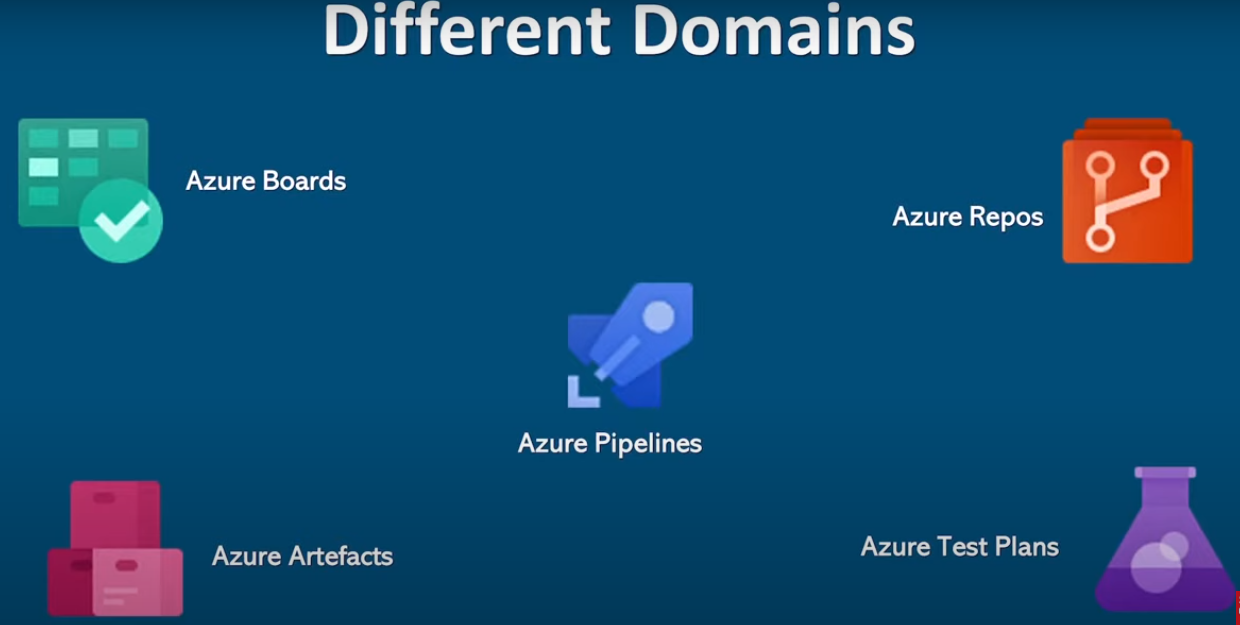 Different Domains
Azure Boards
Azure Repos
Azure Pipelines
Azure Artefacts
Azure Test Plans